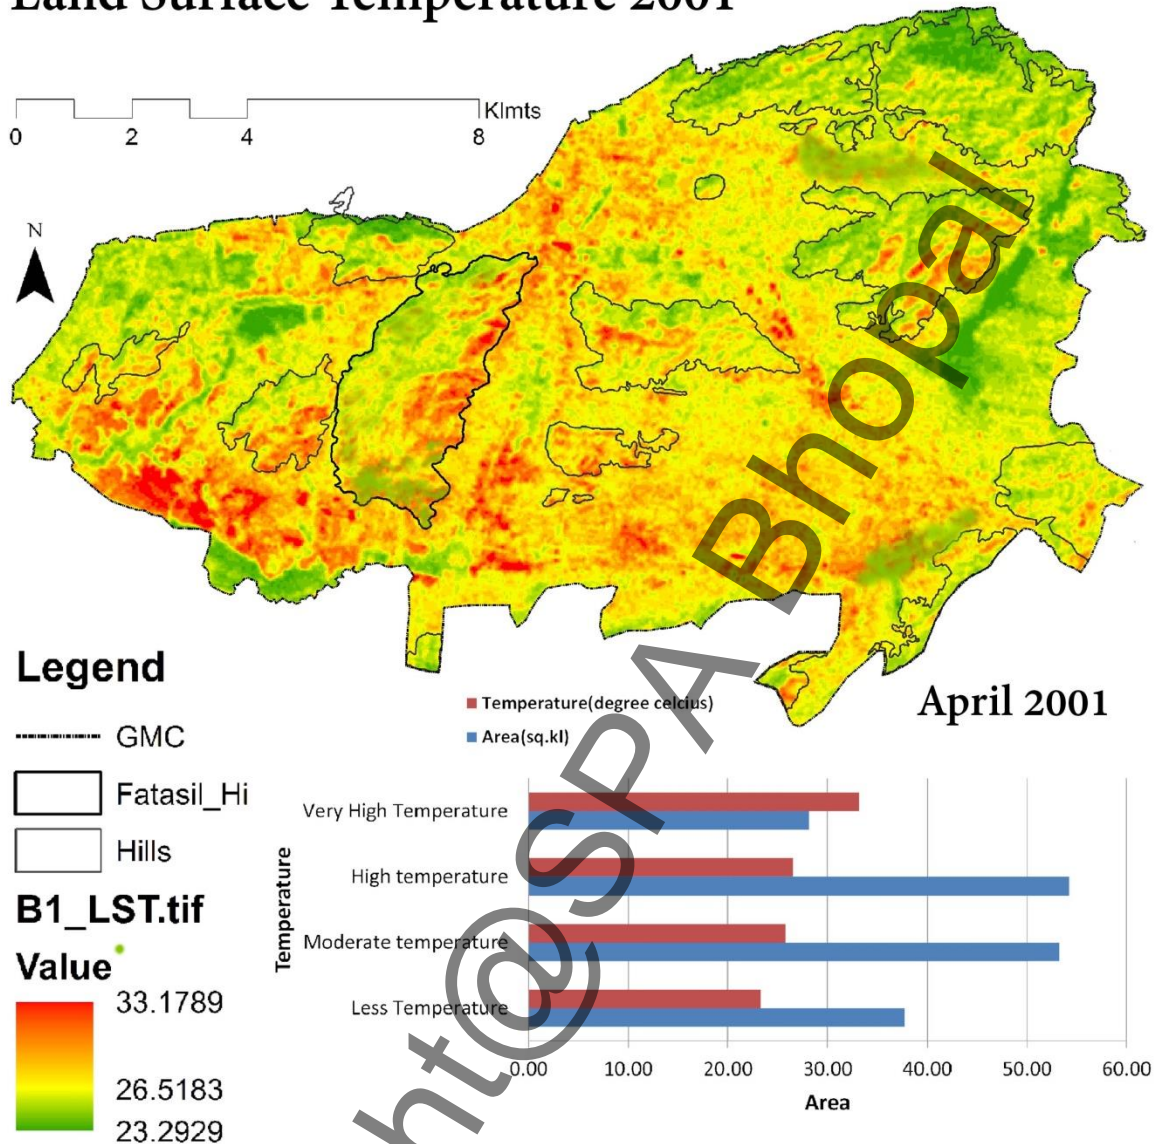 Land Surface Temperature 2001
Klmts
0 2 4 8
N
April 2001
Legend
GMC
Fatasil_Hi
Hills
B1_LST.tif
Value
33.1789
26.5183
23.2929
Temperature(degree celcius)
Area(sq.kl)
Temperature
Very High Temperature
High temperature
Moderate temperature
Less Temperature
0.00 10.00 20.00 30.00 40.00 50.00 60.00
Area
ht@SPA Bhopal